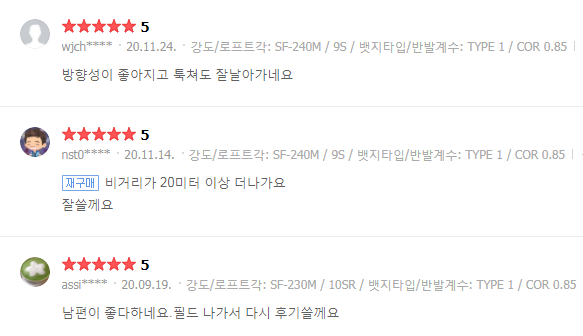 ★★★★★ 5
wjch**** · 20.11.24. · 강도/로프트각: SF-240M / 9S / 뱃지타입/반발계수: TYPE 1 / COR 0.85 |
방향성이 좋아지고 툭쳐도 잘날아가네요
★★★★★ 5
nst0**** · 20.11.14. · 강도/로프트각: SF-240M / 9S / 뱃지타입/반발계수: TYPE 1 / COR 0.85 |
재구매 비거리가 20미터 이상 더나가요
잘쓸께요
★★★★★ 5
assi**** · 20.09.19. · 강도/로프트각: SF-230M / 10SR / 뱃지타입/반발계수: TYPE 1 / COR 0.85
남편이 좋다하네요.필드 나가서 다시 후기쓸께요